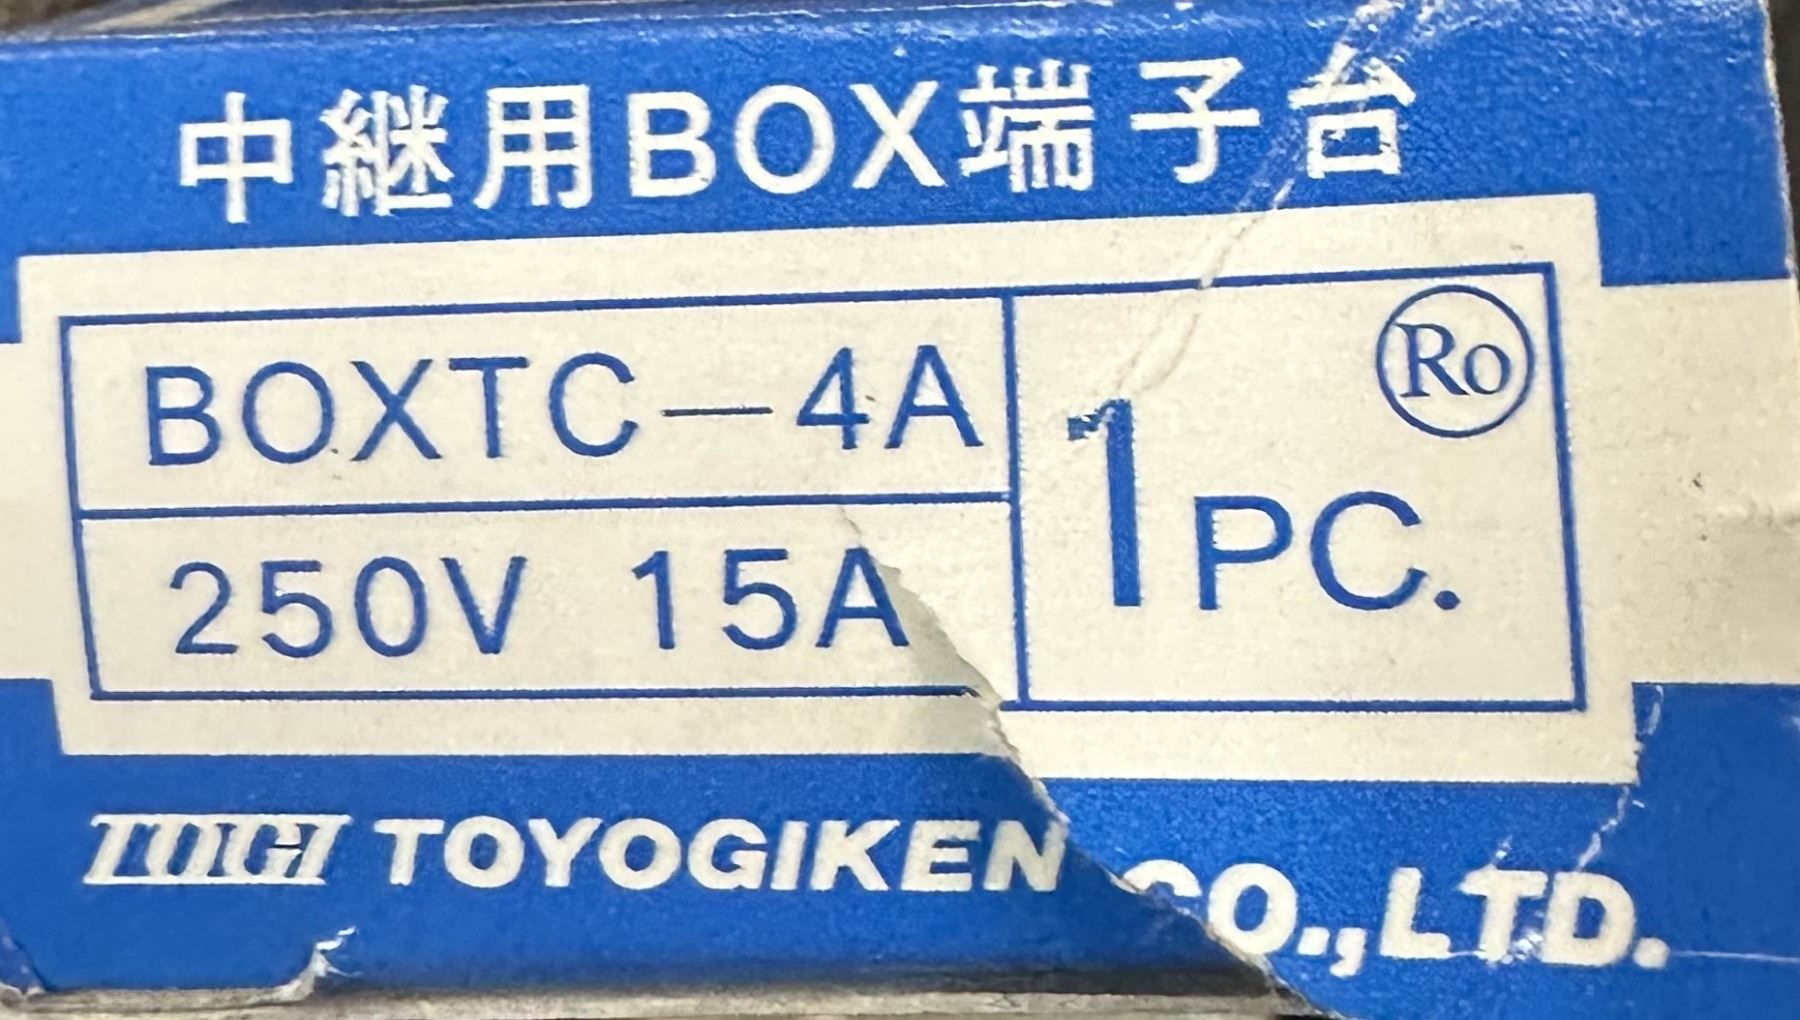 中継用BOX端子台
BOXTC-4A
250V 15A
1PC.
Ro
TOGI TOYOGIKEN CO.,LTD.